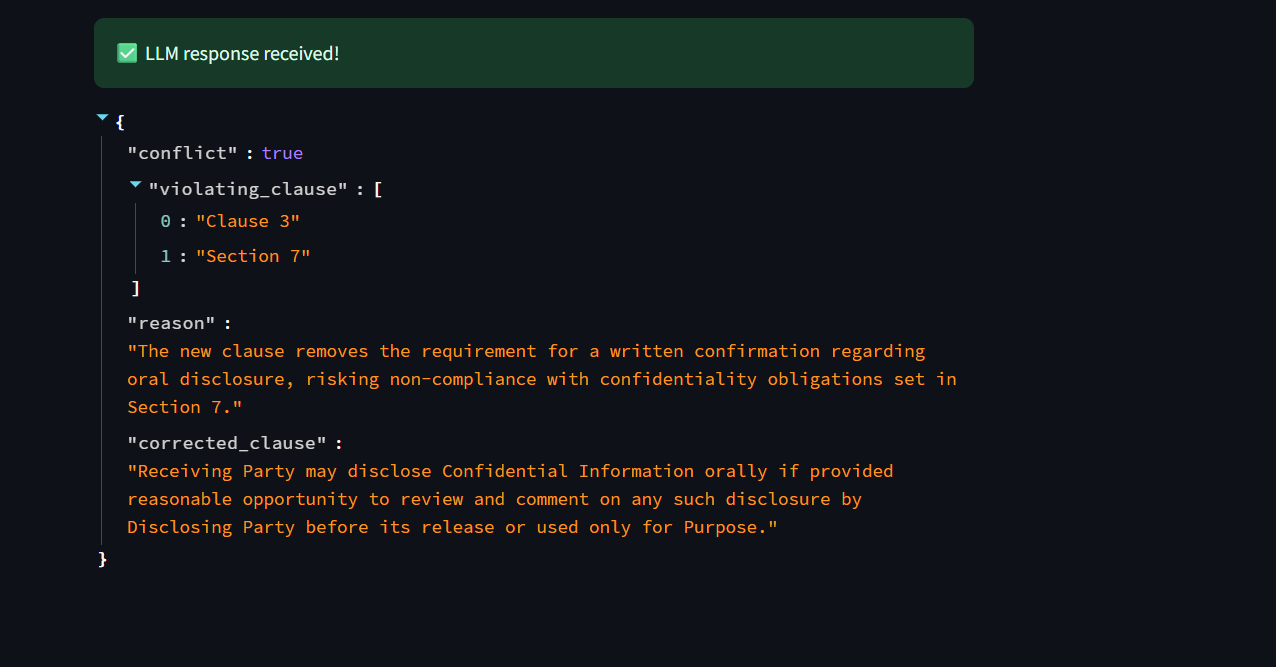 ✅ LLM response received!
{
"conflict" : true
"violating_clause" : [
0 : "Clause 3"
1 : "Section 7"
]
"reason" :
"The new clause removes the requirement for a written confirmation regarding
oral disclosure, risking non-compliance with confidentiality obligations set in
Section 7."
"corrected_clause" :
"Receiving Party may disclose Confidential Information orally if provided
reasonable opportunity to review and comment on any such disclosure by
Disclosing Party before its release or used only for Purpose."
}